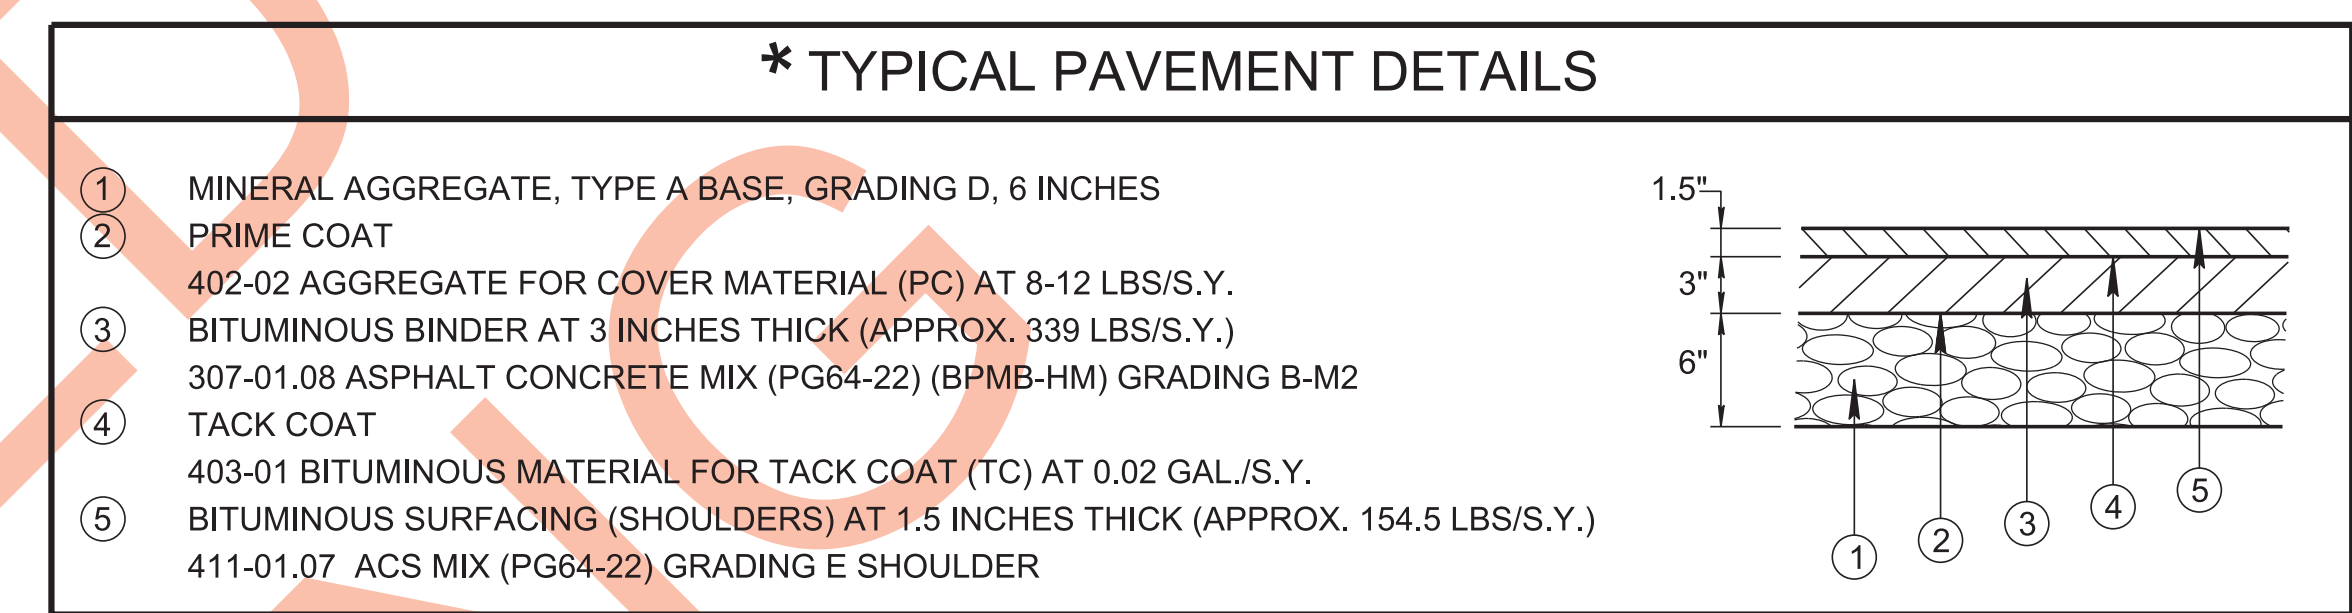 * TYPICAL PAVEMENT DETAILS
1 MINERAL AGGREGATE, TYPE A BASE, GRADING D, 6 INCHES
2 PRIME COAT
402-02 AGGREGATE FOR COVER MATERIAL (PC) AT 8-12 LBS/S.Y.
3 BITUMINOUS BINDER AT 3 INCHES THICK (APPROX. 339 LBS/S.Y.)
307-01.08 ASPHALT CONCRETE MIX (PG64-22) (BPMB-HM) GRADING B-M2
4 TACK COAT
403-01 BITUMINOUS MATERIAL FOR TACK COAT (TC) AT 0.02 GAL./S.Y.
5 BITUMINOUS SURFACING (SHOULDERS) AT 1.5 INCHES THICK (APPROX. 154.5 LBS/S.Y.)
411-01.07 ACS MIX (PG64-22) GRADING E SHOULDER
1.5"
3"
6"
1 2 3 4 5